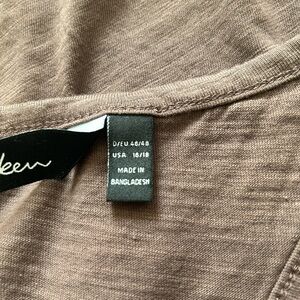 D/EU 46/48
USA 16/18
MADE IN
BANGLADESH